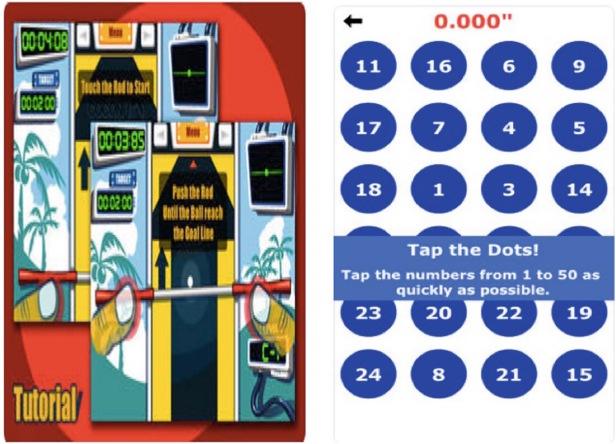 00:04:08
Menu
TARGET
00:02:00
Touch the Rod to Start
00:03:85
Menu
TARGET
00:02:00
Push the Rod
Until the Ball reach
the Goal Line
Tutorial
0.000"
11 16 6 9
17 7 4 5
18 1 3 14
Tap the Dots!
Tap the numbers from 1 to 50 as
quickly as possible.
23 20 22 19
24 8 21 15